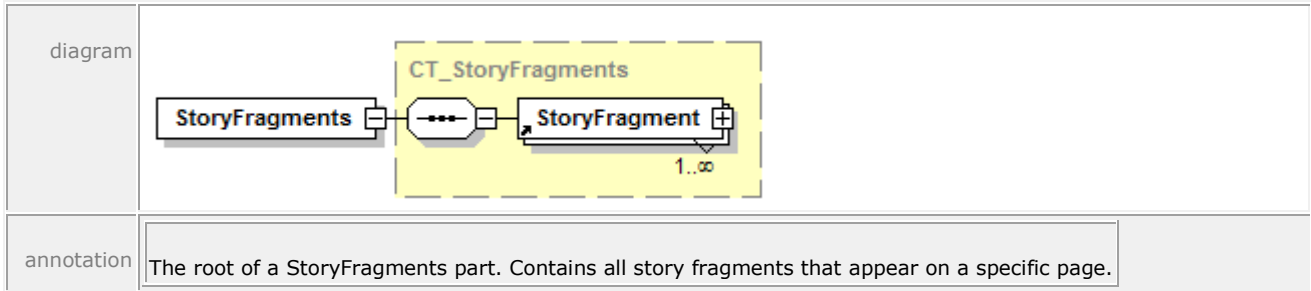 diagram
CT_StoryFragments
StoryFragments
StoryFragment
1..∞
annotation
The root of a StoryFragments part. Contains all story fragments that appear on a specific page.